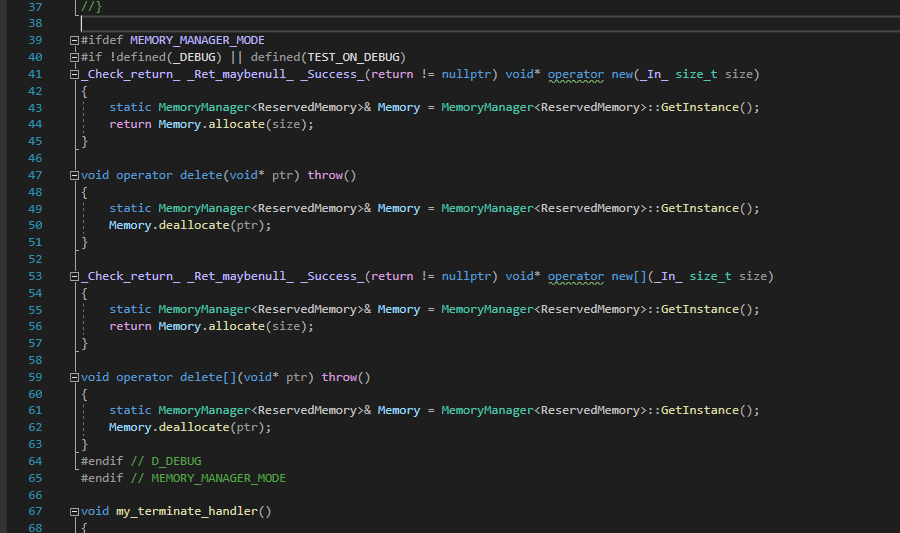 37 //}
38
39 #ifdef MEMORY_MANAGER_MODE
40 #if !defined(_DEBUG) || defined(TEST_ON_DEBUG)
41 _Check_return_ _Ret_maybenull_ _Success_(return != nullptr) void* operator new(_In_ size_t size)
42 {
43     static MemoryManager<ReservedMemory>& Memory = MemoryManager<ReservedMemory>::GetInstance();
44     return Memory.allocate(size);
45 }
46
47 void operator delete(void* ptr) throw()
48 {
49     static MemoryManager<ReservedMemory>& Memory = MemoryManager<ReservedMemory>::GetInstance();
50     Memory.deallocate(ptr);
51 }
52
53 _Check_return_ _Ret_maybenull_ _Success_(return != nullptr) void* operator new[](_In_ size_t size)
54 {
55     static MemoryManager<ReservedMemory>& Memory = MemoryManager<ReservedMemory>::GetInstance();
56     return Memory.allocate(size);
57 }
58
59 void operator delete[](void* ptr) throw()
60 {
61     static MemoryManager<ReservedMemory>& Memory = MemoryManager<ReservedMemory>::GetInstance();
62     Memory.deallocate(ptr);
63 }
64 #endif // D_DEBUG
65 #endif // MEMORY_MANAGER_MODE
66
67 void my_terminate_handler()
68 {